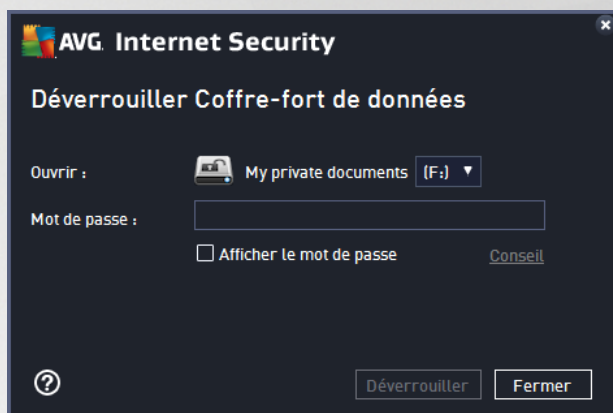 AVG Internet Security
Déverrouiller Coffre-fort de données
Ouvrir : My private documents (F:)
Mot de passe :
Afficher le mot de passe Conseil
? Déverrouiller Fermer